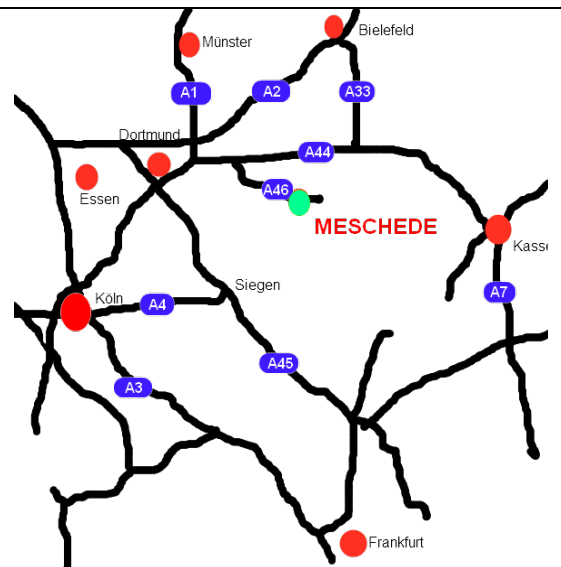 Bielefeld
Münster
A1
A2
A33
Dortmund
A44
Essen
A46
MESCHEDE
Kasse
Siegen
Köln
A4
A7
A45
A3
Frankfurt